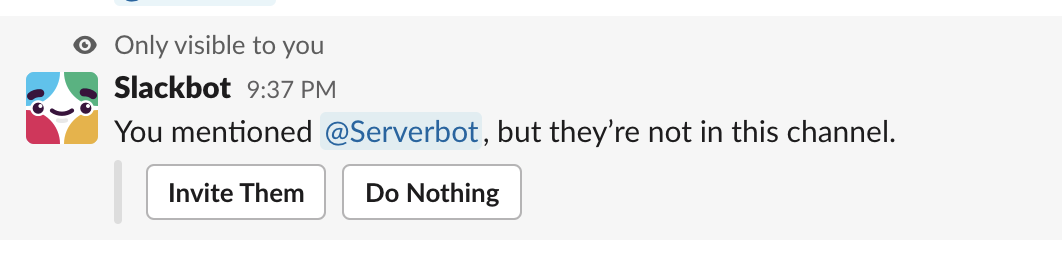 Only visible to you
Slackbot 9:37 PM
You mentioned @Serverbot, but they’re not in this channel.
Invite Them Do Nothing